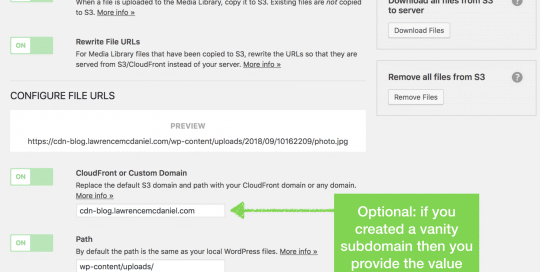 When a file is uploaded to the Media Library, copy it to S3. Existing files are not copied
to S3. More info »
Download all files from S3
to server
Download Files
ON
Rewrite File URLs
For Media Library files that have been copied to S3, rewrite the URLs so that they are
served from S3/CloudFront instead of your server. More info »
Remove all files from S3
?
Remove Files
CONFIGURE FILE URLS
PREVIEW
https://cdn-blog.lawrencemcdaniel.com/wp-content/uploads/2018/09/10162209/photo.jpg
ON
CloudFront or Custom Domain
Replace the default S3 domain and path with your CloudFront domain or any domain.
More info »
cdn-blog.lawrencemcdaniel.com
Optional: if you
created a vanity
subdomain then you
provide the value
ON
Path
By default the path is the same as your local WordPress files. More info »
wp-content/uploads/